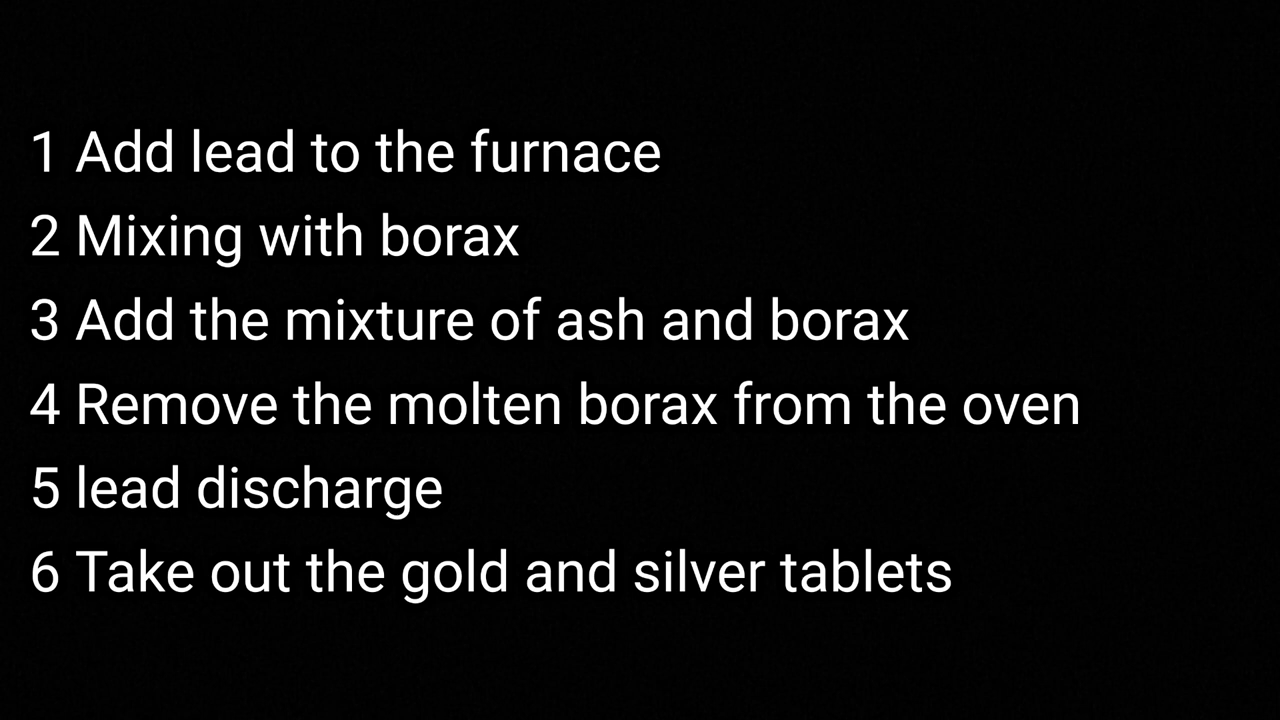 1 Add lead to the furnace
2 Mixing with borax
3 Add the mixture of ash and borax
4 Remove the molten borax from the oven
5 lead discharge
6 Take out the gold and silver tablets